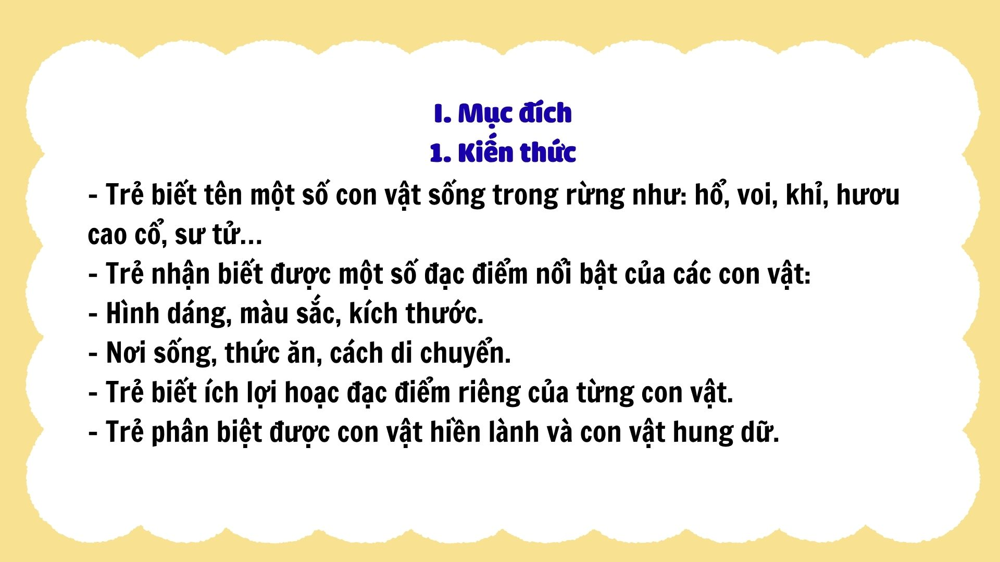 I. Mục đích
1. Kiến thức
- Trẻ biết tên một số con vật sống trong rừng như: hổ, voi, khỉ, hươu
cao cổ, sư tử...
- Trẻ nhận biết được một số đạc điểm nổi bật của các con vật:
- Hình dáng, màu sắc, kích thước.
- Nơi sống, thức ăn, cách di chuyển.
- Trẻ biết ích lợi hoạc đạc điểm riêng của từng con vật.
- Trẻ phân biệt được con vật hiền lành và con vật hung dữ.